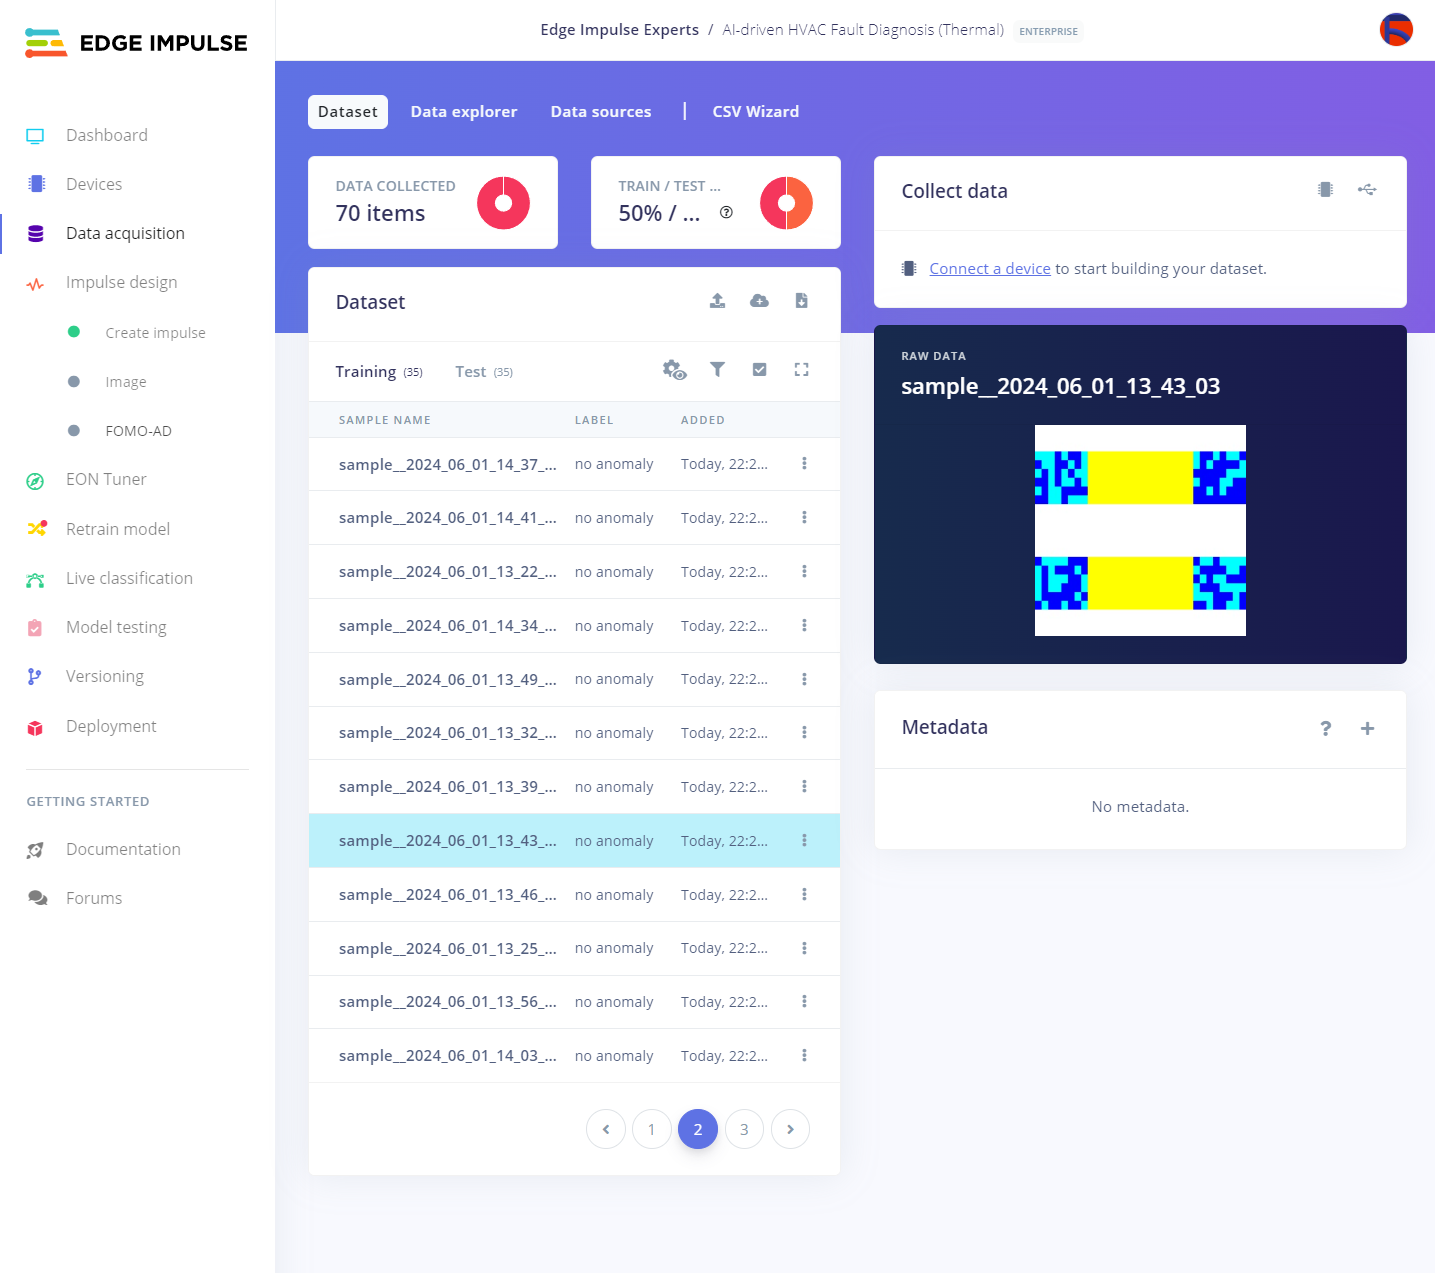 EDGE IMPULSE
Edge Impulse Experts / AI-driven HVAC Fault Diagnosis (Thermal) ENTERPRISE
Dashboard
Devices
Data acquisition
Impulse design
Create impulse
Image
FOMO-AD
EON Tuner
Retrain model
Live classification
Model testing
Versioning
Deployment
GETTING STARTED
Documentation
Forums
Dataset Data explorer Data sources | CSV Wizard
DATA COLLECTED
70 items
TRAIN / TEST ...
50% / ...
Dataset
Training (35) Test (35)
SAMPLE NAME LABEL ADDED
sample__2024_06_01_14_37_... no anomaly Today, 22:2...
sample__2024_06_01_14_41_... no anomaly Today, 22:2...
sample__2024_06_01_13_22_... no anomaly Today, 22:2...
sample__2024_06_01_14_34_... no anomaly Today, 22:2...
sample__2024_06_01_13_49_... no anomaly Today, 22:2...
sample__2024_06_01_13_32_... no anomaly Today, 22:2...
sample__2024_06_01_13_39_... no anomaly Today, 22:2...
sample__2024_06_01_13_43_... no anomaly Today, 22:2...
sample__2024_06_01_13_46_... no anomaly Today, 22:2...
sample__2024_06_01_13_25_... no anomaly Today, 22:2...
sample__2024_06_01_13_56_... no anomaly Today, 22:2...
sample__2024_06_01_14_03_... no anomaly Today, 22:2...
1 2 3
Collect data
Connect a device to start building your dataset.
RAW DATA
sample__2024_06_01_13_43_03
Metadata
No metadata.